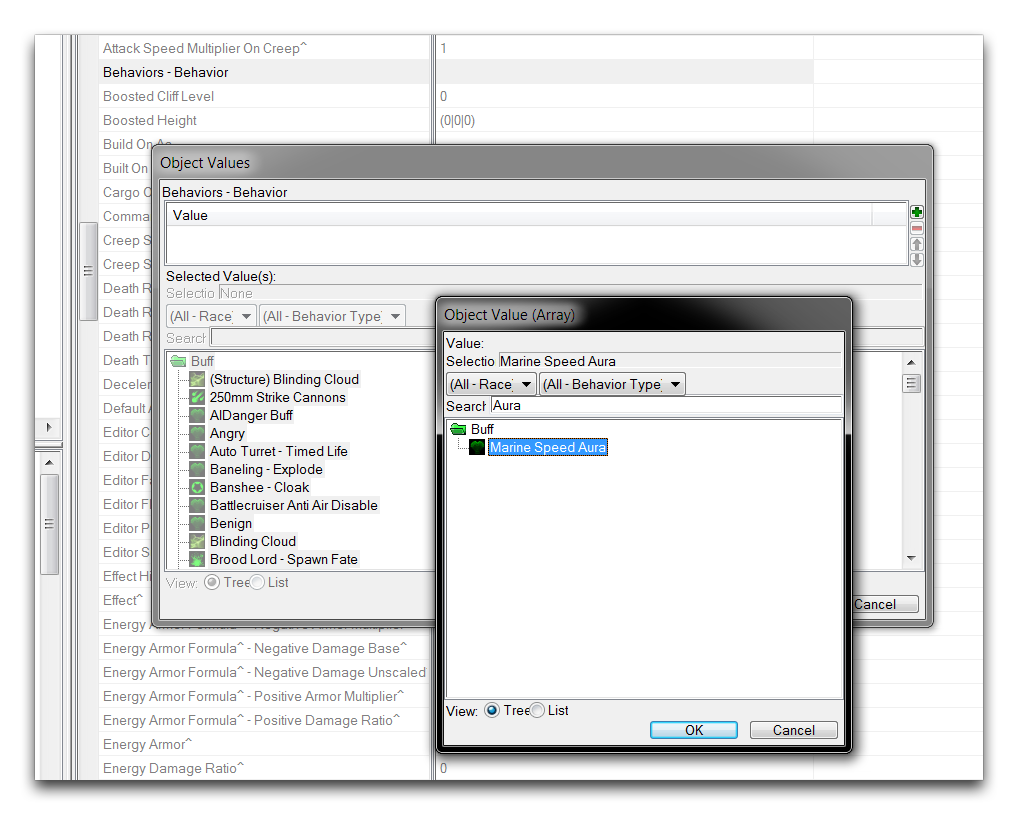 Attack Speed Multiplier On Creep^ 1
Behaviors - Behavior
Boosted Cliff Level 0
Boosted Height (0|0|0)
Build On
Built On
Cargo
Comma
Creep S
Creep S
Death R
Death R
Death R
Death T
Deceler
Default
Editor C
Editor D
Editor F
Editor Fl
Editor P
Editor S
Effect Hi
Effect^
Energy Armor Formula^ - Negative Armor Multiplier^
Energy Armor Formula^ - Negative Damage Base^
Energy Armor Formula^ - Negative Damage Unscaled
Energy Armor Formula^ - Positive Armor Multiplier^
Energy Armor Formula^ - Positive Damage Ratio^
Energy Armor^
Energy Damage Ratio^ 0
Object Values
Behaviors - Behavior
Value
Selected Value(s):
Selectio None
(All - Race) (All - Behavior Type)
Search
Buff
(Structure) Blinding Cloud
250mm Strike Cannons
AIDanger Buff
Angry
Auto Turret - Timed Life
Baneling - Explode
Banshee - Cloak
Battlecruiser Anti Air Disable
Benign
Blinding Cloud
Brood Lord - Spawn Fate
View: Tree List
Cancel
Object Value (Array)
Value:
Selectio Marine Speed Aura
(All - Race) (All - Behavior Type)
Search Aura
Buff
Marine Speed Aura
View: Tree List
OK Cancel